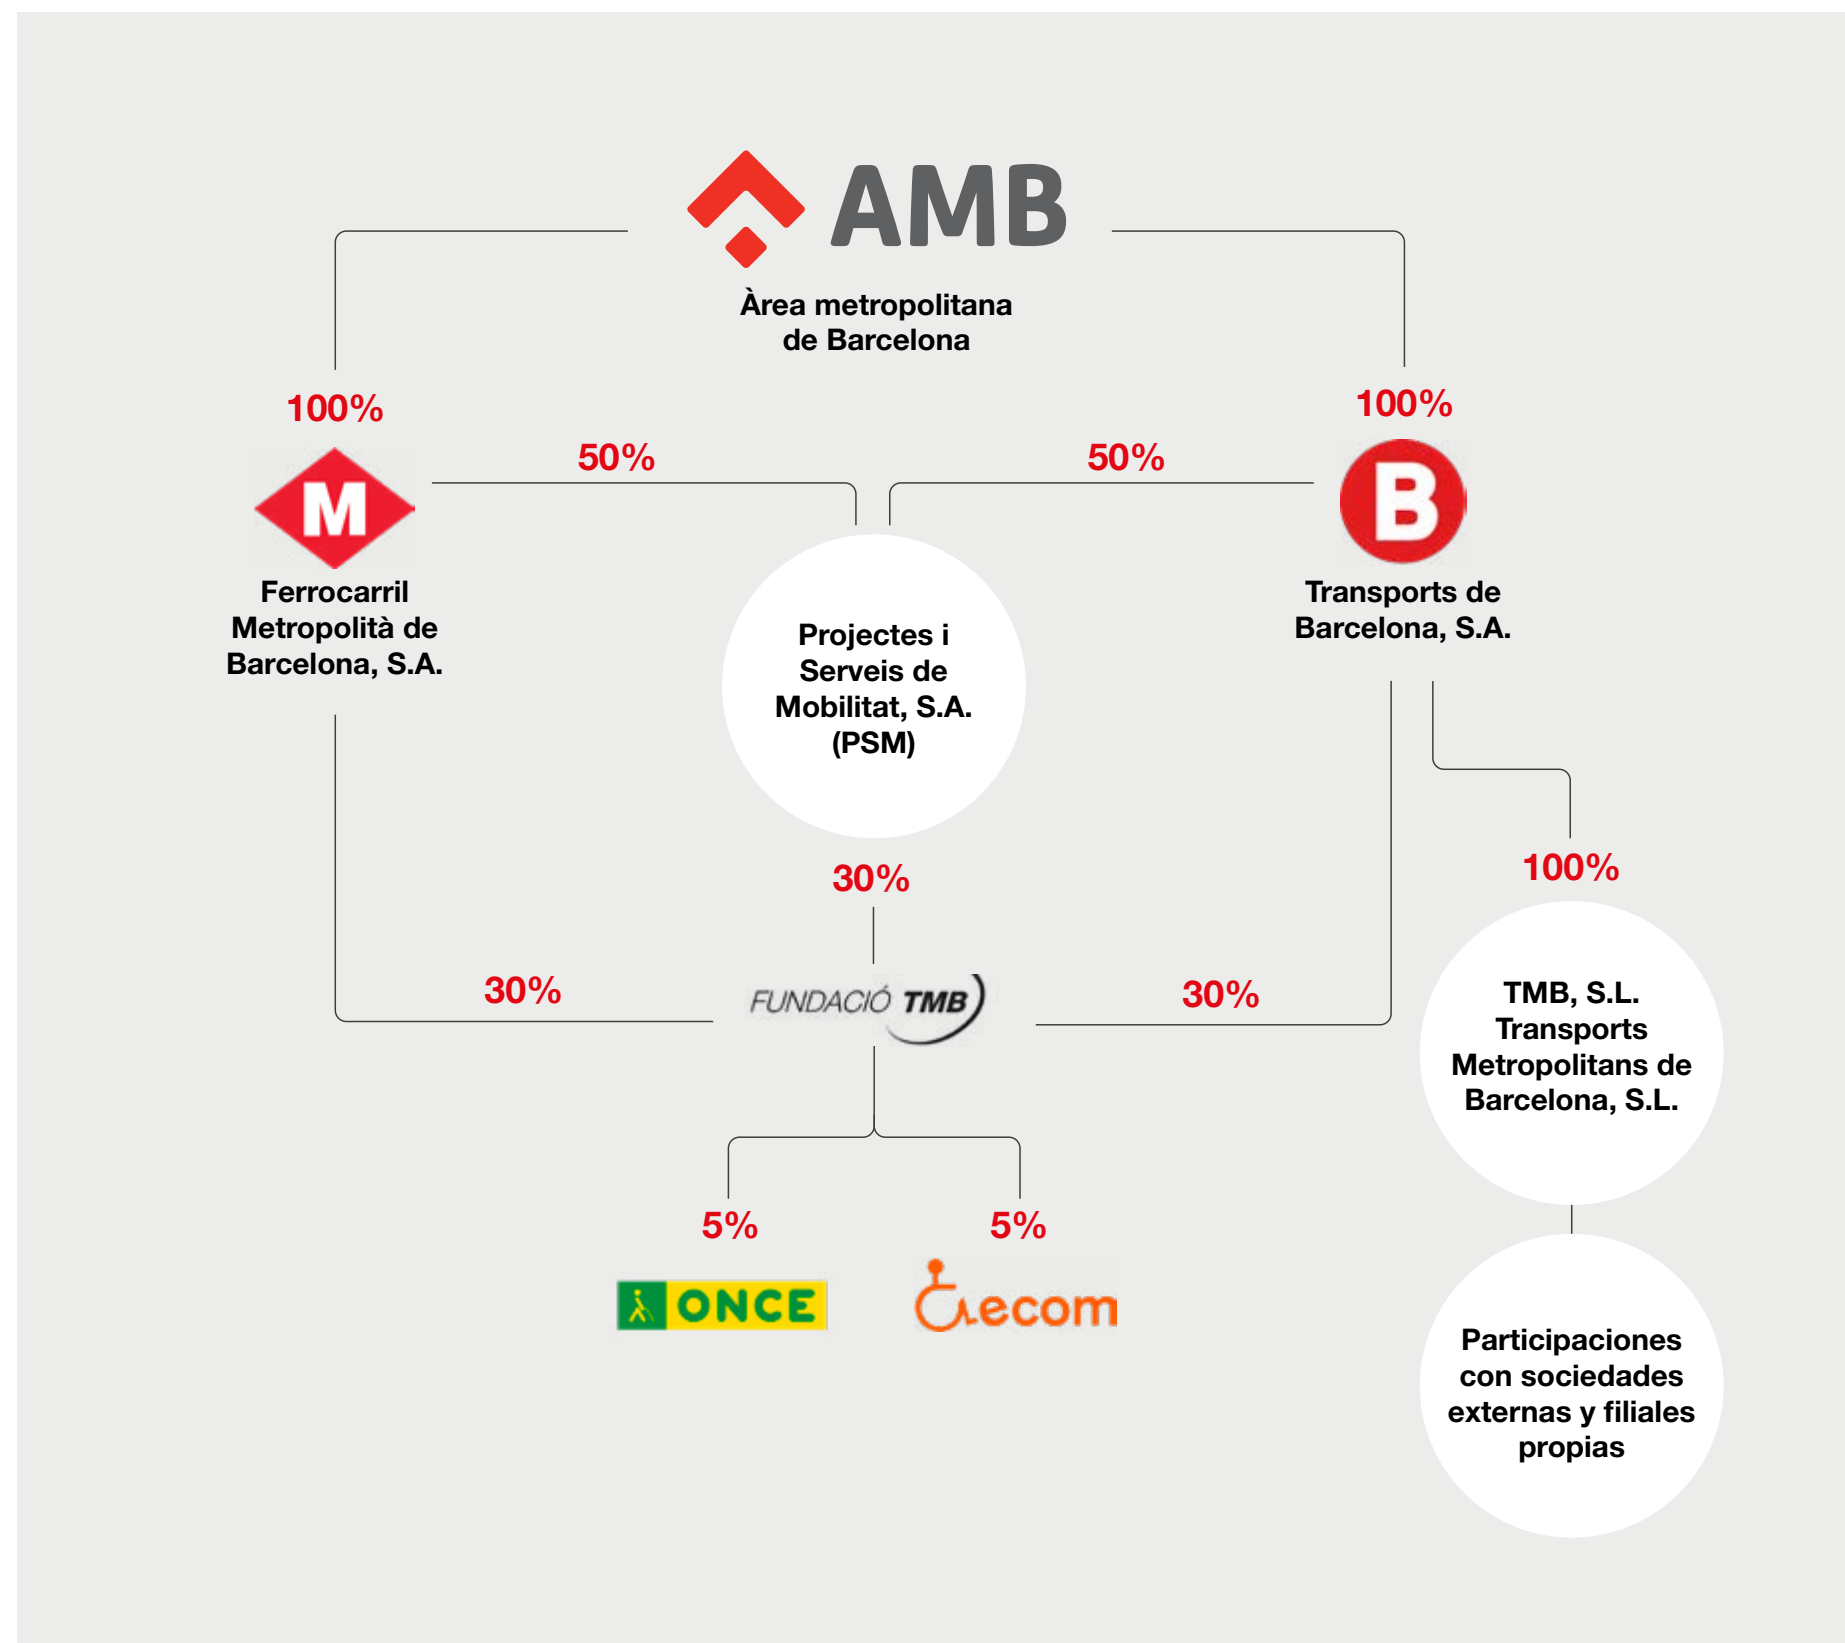 AMB
Àrea metropolitana
de Barcelona
100%
100%
50%
50%
M
B
Ferrocarril
Metropolità de
Barcelona, S.A.
Projectes i
Serveis de
Mobilitat, S.A.
(PSM)
Transports de
Barcelona, S.A.
30%
100%
30%
30%
FUNDACIÓ TMB
TMB, S.L.
Transports
Metropolitans de
Barcelona, S.L.
5%
5%
ONCE
ecom
Participaciones
con sociedades
externas y filiales
propias